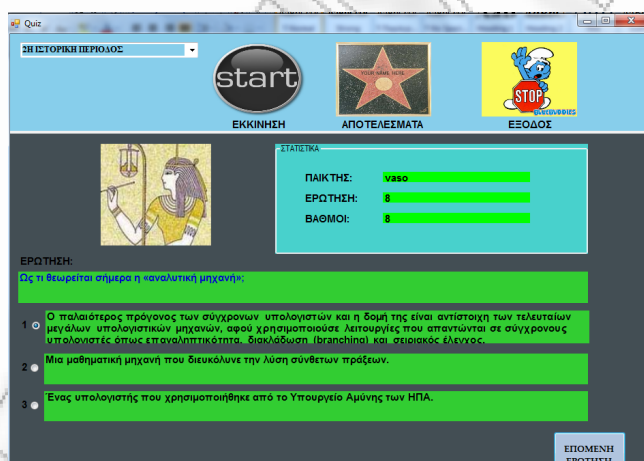 Quiz
2Η ΙΣΤΟΡΙΚΗ ΠΕΡΙΟΔΟΣ
start
YOUR NAME HERE
STOP
ΕΚΚΙΝΗΣΗ
ΑΠΟΤΕΛΕΣΜΑΤΑ
ΕΞΟΔΟΣ
ΣΤΑΤΙΣΤΙΚΑ
ΠΑΙΚΤΗΣ: vaso
ΕΡΩΤΗΣΗ: 8
ΒΑΘΜΟΙ: 8
ΕΡΩΤΗΣΗ:
Ως τι θεωρείται σήμερα η «αναλυτική μηχανή»;
1 Ο παλαιότερος πρόγονος των σύγχρονων υπολογιστών και η δομή της είναι αντίστοιχη των τελευταίων
μεγάλων υπολογιστικών μηχανών, αφού χρησιμοποιούσε λειτουργίες που απαντώνται σε σύγχρονους
υπολογιστές όπως επαναληπτικότητα, διακλάδωση (branching) και σειριακός έλεγχος.
2 Μια μαθηματική μηχανή που διευκόλυνε την λύση σύνθετων πράξεων.
3 Ένας υπολογιστής που χρησιμοποιήθηκε από το Υπουργείο Αμύνης των ΗΠΑ.
ΕΠΟΜΕΝΗ
ΕΡΩΤΗΣΗ